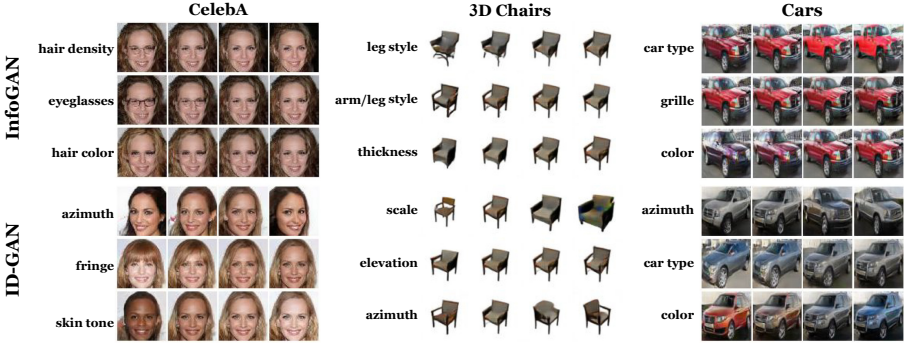 CelebA
3D Chairs
Cars
InfoGAN
hair density
leg style
car type
eyeglasses
arm/leg style
grille
hair color
thickness
color
ID-GAN
azimuth
scale
azimuth
fringe
elevation
car type
skin tone
azimuth
color